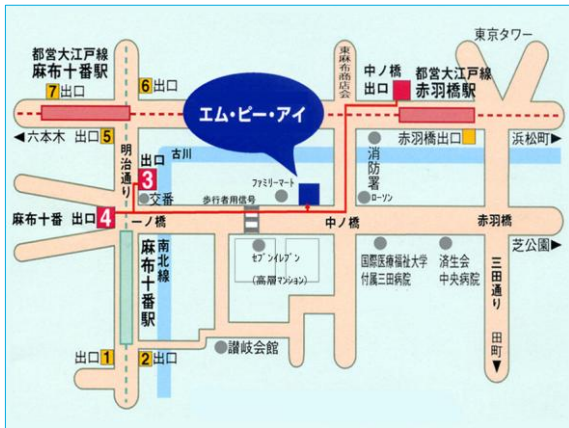 東京タワー
都営大江戸線
麻布十番駅
6出口
7出口
東麻布商店会
中ノ橋
出口
都営大江戸線
赤羽橋駅
エム・ピー・アイ
◀六本木
出口5
明治通り
出口
3
古川
消防署
赤羽橋出口
浜松町▶
交番
ファミリーマート
歩行者用信号
ローソン
麻布十番 出口4
一ノ橋
中ノ橋
赤羽橋
芝公園▶
麻布十番駅
南北線
セブンイレブン
(高層マンション)
国際医療福祉大学
付属三田病院
済生会
中央病院
三田通り
田町
出口1
2出口
讃岐会館